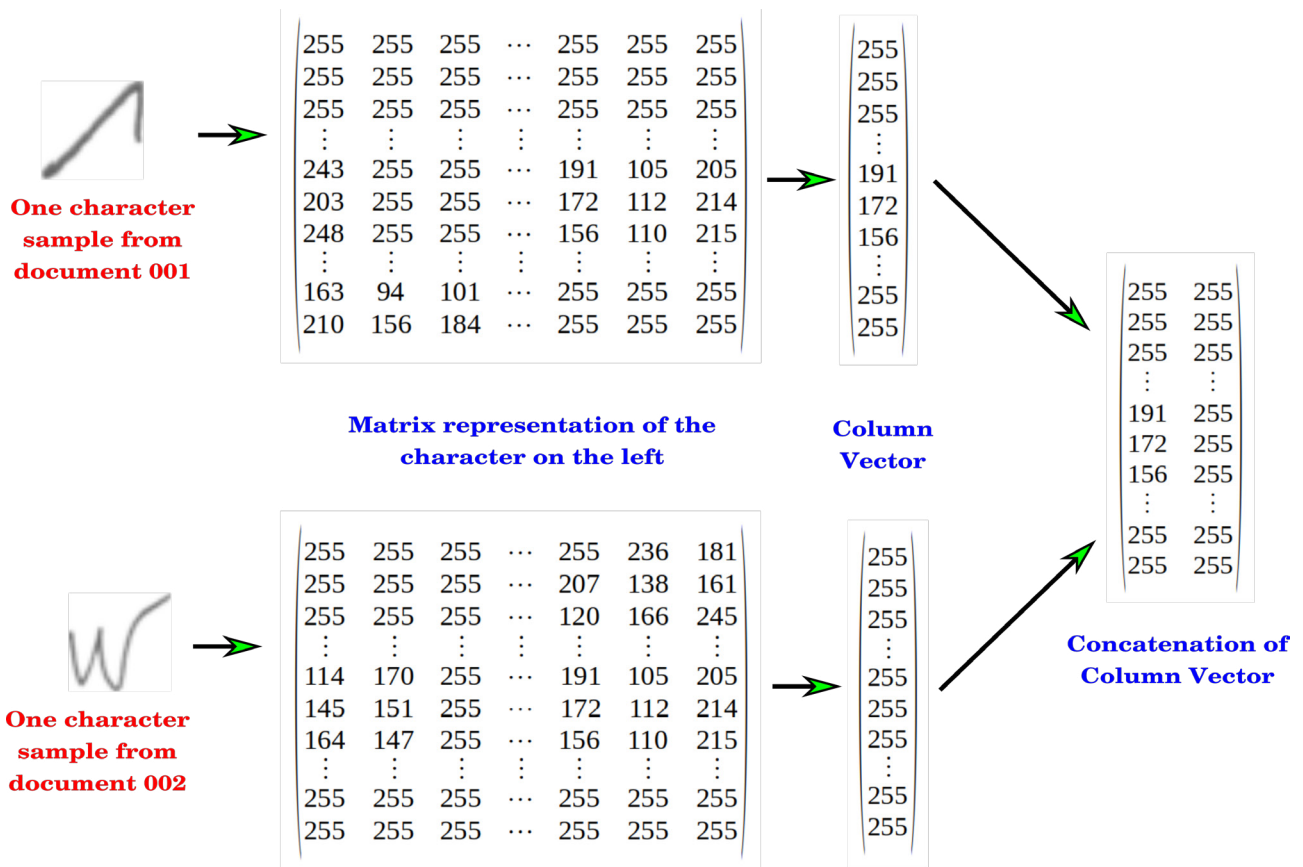 255 255 255 ⋯ 255 255 255
255 255 255 ⋯ 255 255 255
255 255 255 ⋯ 255 255 255
⋮ ⋮ ⋮ ⋮ ⋮ ⋮ ⋮
243 255 255 ⋯ 191 105 205
203 255 255 ⋯ 172 112 214
248 255 255 ⋯ 156 110 215
⋮ ⋮ ⋮ ⋮ ⋮ ⋮ ⋮
163 94 101 ⋯ 255 255 255
210 156 184 ⋯ 255 255 255
One character
sample from
document 001
Matrix representation of the
character on the left
255
255
255
⋮
191
172
156
⋮
255
255
Column
Vector
255 255 255 ⋯ 255 236 181
255 255 255 ⋯ 207 138 161
255 255 255 ⋯ 120 166 245
⋮ ⋮ ⋮ ⋮ ⋮ ⋮ ⋮
114 170 255 ⋯ 191 105 205
145 151 255 ⋯ 172 112 214
164 147 255 ⋯ 156 110 215
⋮ ⋮ ⋮ ⋮ ⋮ ⋮ ⋮
255 255 255 ⋯ 255 255 255
255 255 255 ⋯ 255 255 255
One character
sample from
document 002
255
255
255
⋮
255
255
255
⋮
255
255
255 255
255 255
255 255
⋮ ⋮
191 255
172 255
156 255
⋮ ⋮
255 255
255 255
Concatenation of
Column Vector